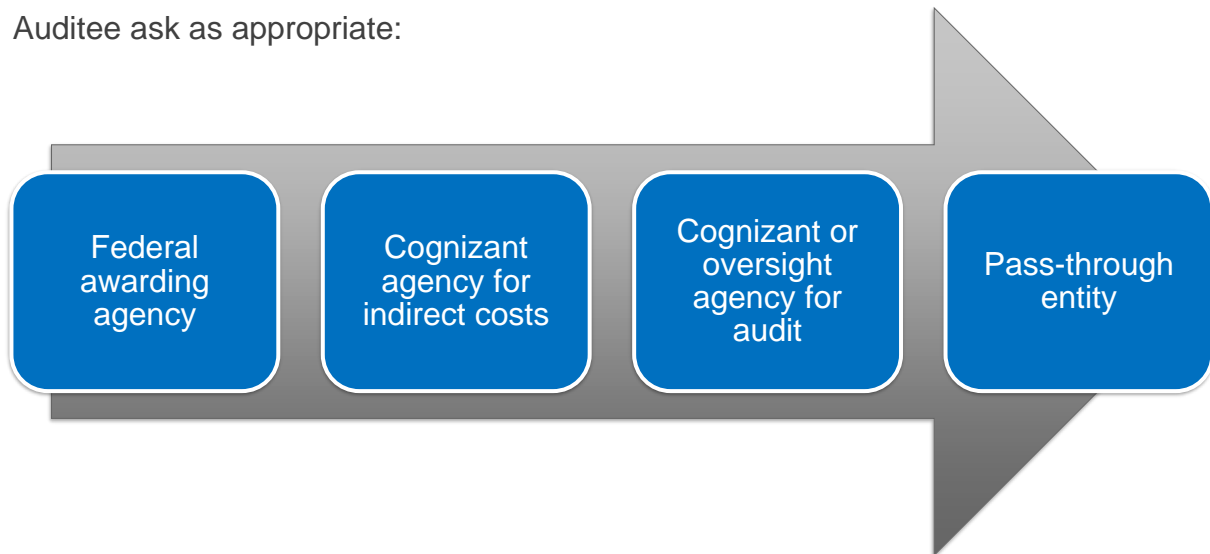 Auditee ask as appropriate:
Federal
awarding
agency
Cognizant
agency for
indirect costs
Cognizant or
oversight
agency for
audit
Pass-through
entity